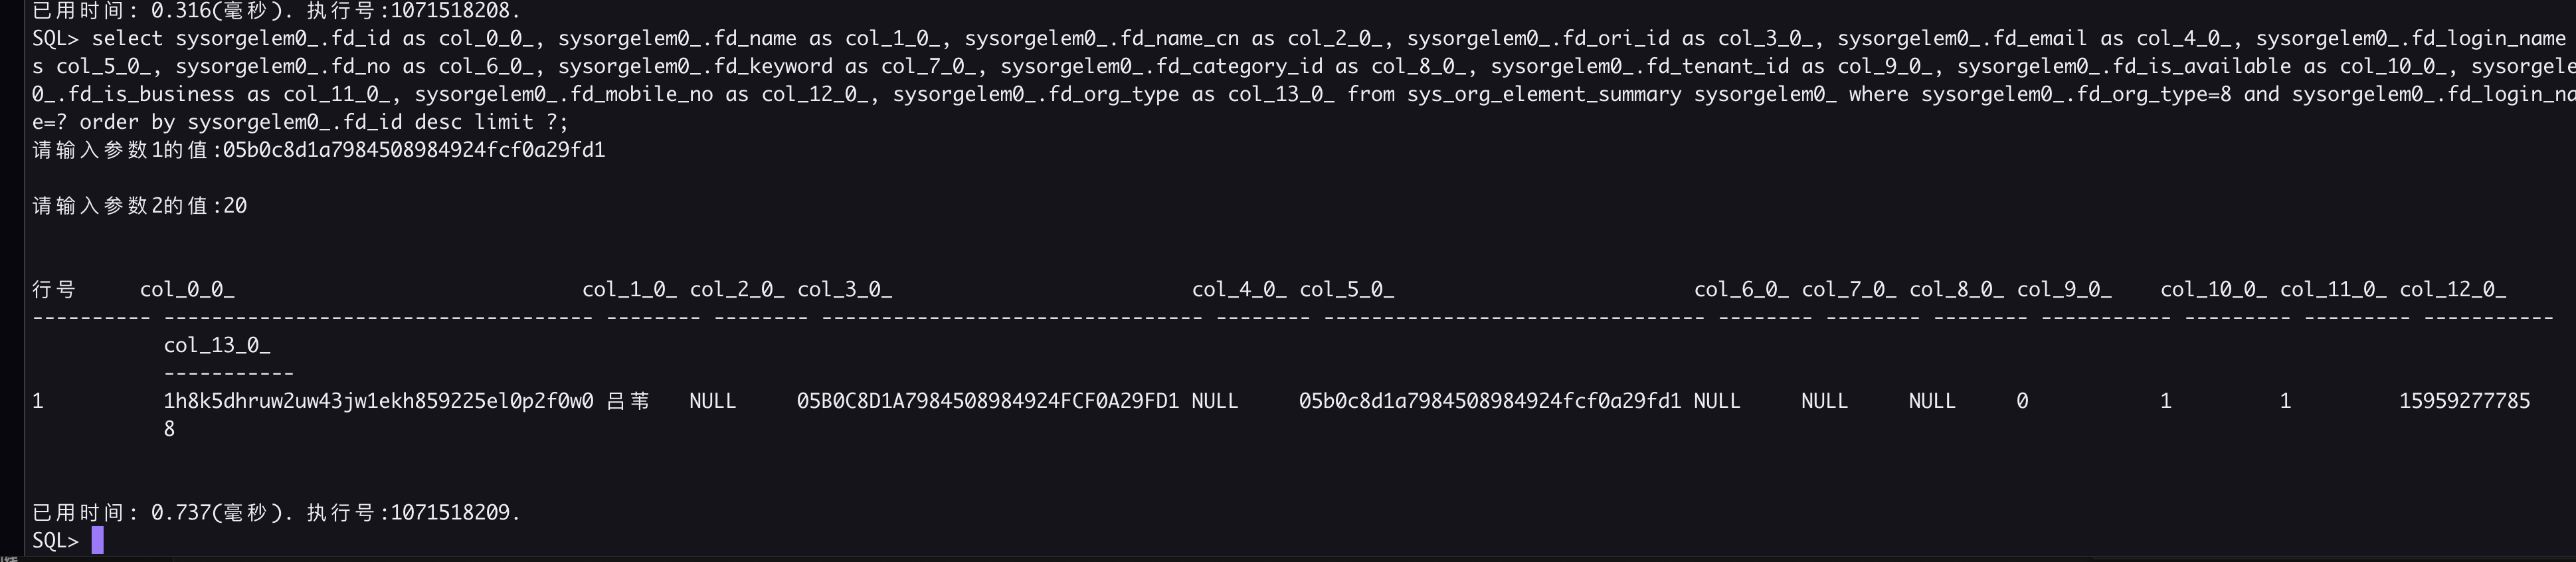 已用时间: 0.316(毫秒). 执行号:1071518208.
SQL> select sysorgelem0_.fd_id as col_0_0_, sysorgelem0_.fd_name as col_1_0_, sysorgelem0_.fd_name_cn as col_2_0_, sysorgelem0_.fd_ori_id as col_3_0_, sysorgelem0_.fd_email as col_4_0_, sysorgelem0_.fd_login_name
s col_5_0_, sysorgelem0_.fd_no as col_6_0_, sysorgelem0_.fd_keyword as col_7_0_, sysorgelem0_.fd_category_id as col_8_0_, sysorgelem0_.fd_tenant_id as col_9_0_, sysorgelem0_.fd_is_available as col_10_0_, sysorgele
0_.fd_is_business as col_11_0_, sysorgelem0_.fd_mobile_no as col_12_0_, sysorgelem0_.fd_org_type as col_13_0_ from sys_org_element_summary sysorgelem0_ where sysorgelem0_.fd_org_type=8 and sysorgelem0_.fd_login_na
e=? order by sysorgelem0_.fd_id desc limit ?;
请输入参数1的值:05b0c8d1a7984508984924fcf0a29fd1
请输入参数2的值:20
行号 col_0_0_ col_1_0_ col_2_0_ col_3_0_ col_4_0_ col_5_0_ col_6_0_ col_7_0_ col_8_0_ col_9_0_ col_10_0_ col_11_0_ col_12_0_
---------- ------------------------------------ -------- -------- -------------------------------- -------- -------------------------------- -------- -------- -------- ----------- --------- --------- -----------
col_13_0_
-----------
1 1h8k5dhruw2uw43jw1ekh859225el0p2f0w0 吕苇 NULL 05B0C8D1A7984508984924FCF0A29FD1 NULL 05b0c8d1a7984508984924fcf0a29fd1 NULL NULL NULL 0 1 1 15959277785
8
已用时间: 0.737(毫秒). 执行号:1071518209.
SQL>